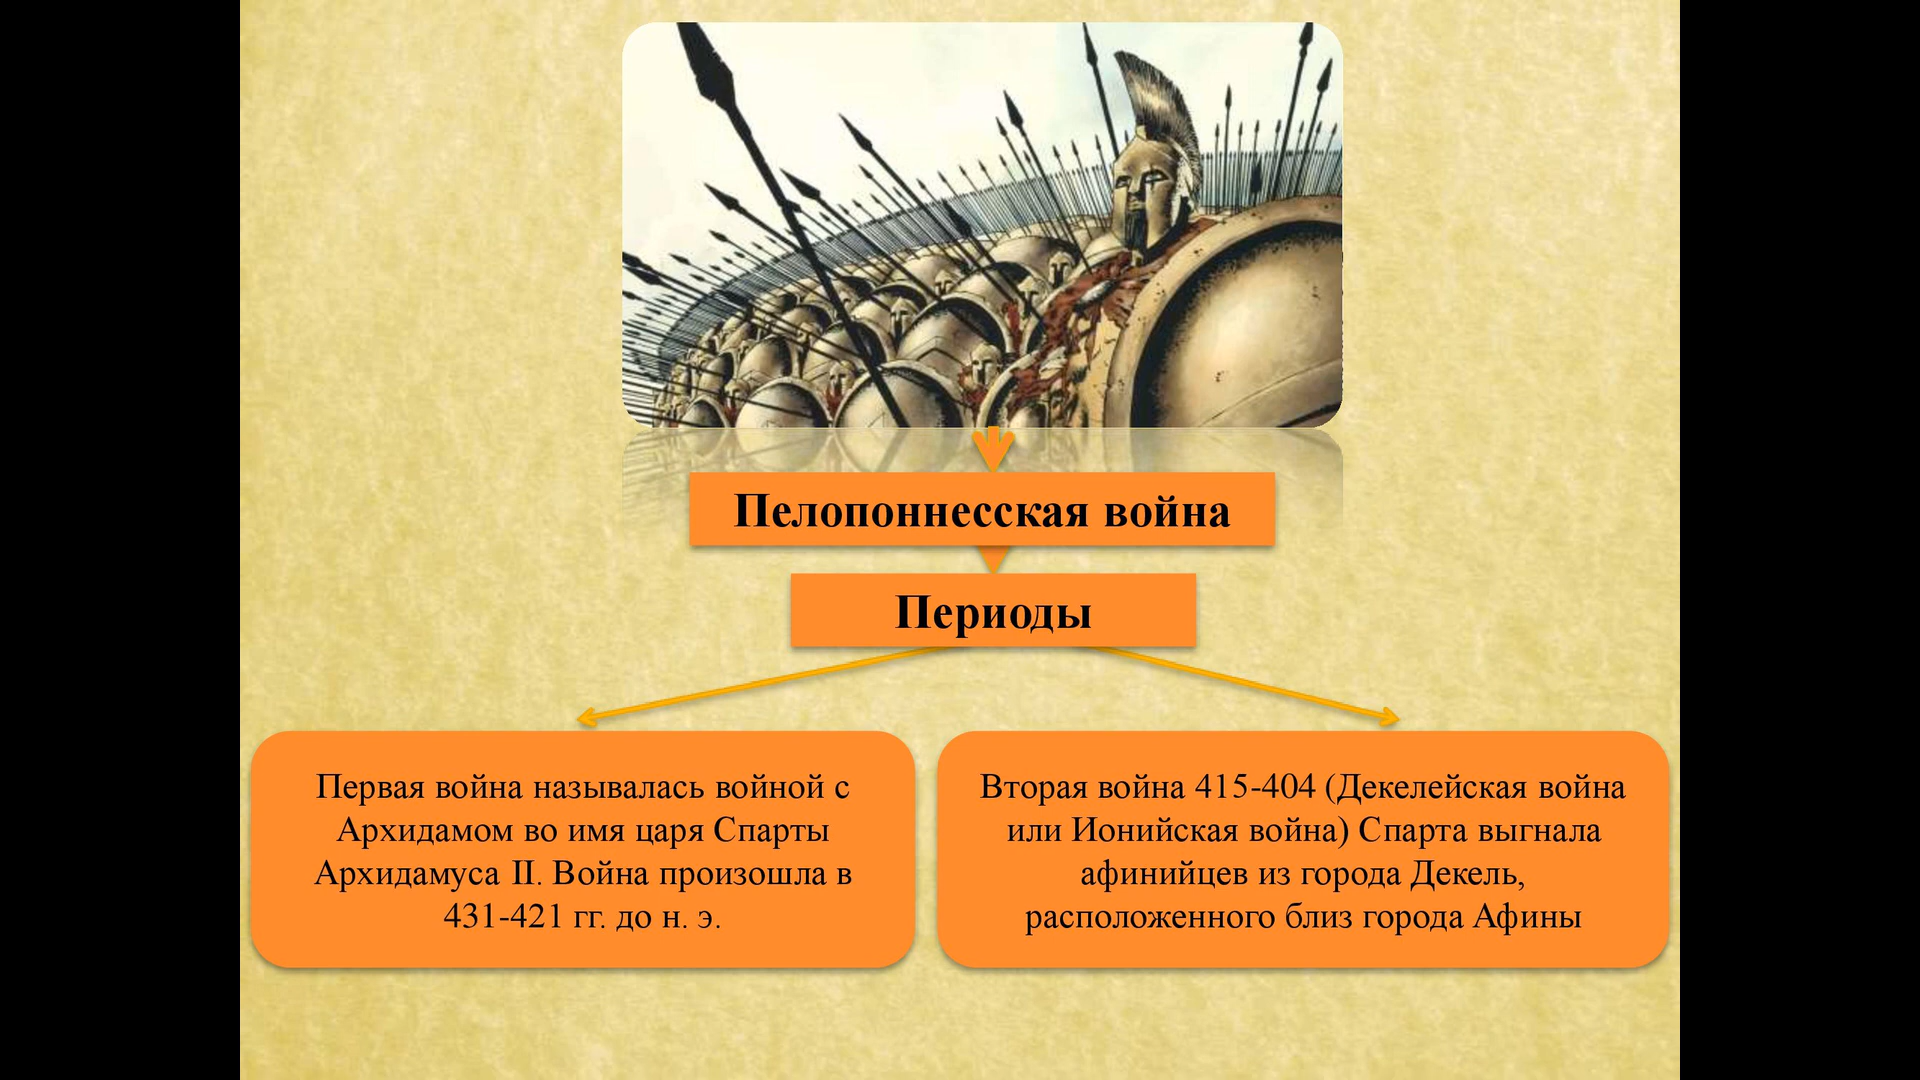 Пелопоннесская война
Периоды
Первая война называлась войной с
Архидамом во имя царя Спарты
Архидамуса II. Война произошла в
431-421 гг. до н. э.
Вторая война 415-404 (Декелейская война
или Ионийская война) Спарта выгнала
афинийцев из города Декель,
расположенного близ города Афины